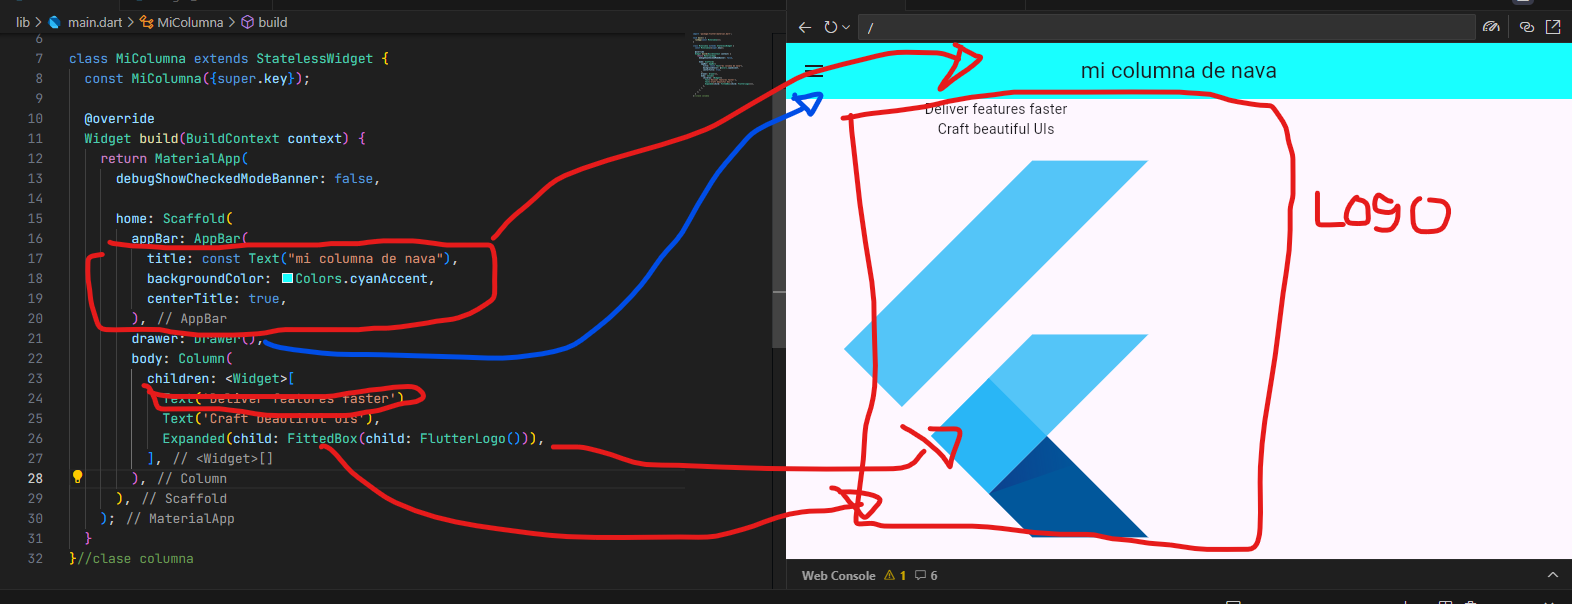 lib > main.dart > MiColumna > build
6
7 class MiColumna extends StatelessWidget {
8 const MiColumna({super.key});
9
10 @override
11 Widget build(BuildContext context) {
12 return MaterialApp(
13 debugShowCheckedModeBanner: false,
14
15 home: Scaffold(
16 appBar: AppBar(
17 title: const Text("mi columna de nava"),
18 backgroundColor: Colors.cyanAccent,
19 centerTitle: true,
20 ), // AppBar
21 drawer: Drawer(),
22 body: Column(
23 children: <Widget>[
24 Text('Deliver features faster')
25 Text('Craft beautiful UIs'),
26 Expanded(child: FittedBox(child: FlutterLogo())),
27 ], // <Widget>[]
28 ), // Column
29 ), // Scaffold
30 ); // MaterialApp
31 }
32 }//clase columna
/
mi columna de nava
Deliver features faster
Craft beautiful UIs
LOGO
Web Console 1 6